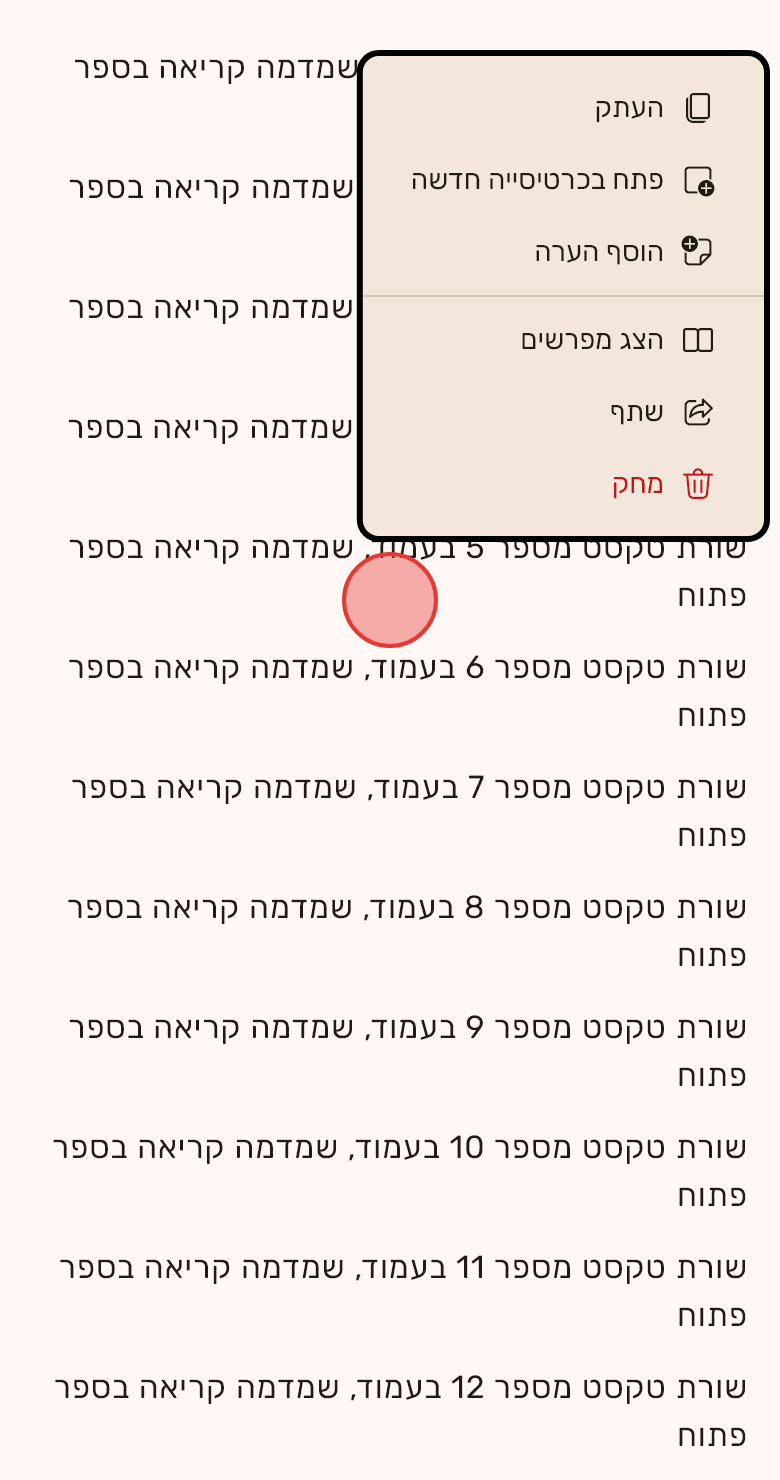 שמדמה קריאה בספר
העתק
פתח בכרטיסייה חדשה
שמדמה קריאה בספר
הוסף הערה
שמדמה קריאה בספר
הצג מפרשים
שתף
שמדמה קריאה בספר
מחק
שורת טקסט מספר 5 בעמוד, שמדמה קריאה בספר
פתוח
שורת טקסט מספר 6 בעמוד, שמדמה קריאה בספר
פתוח
שורת טקסט מספר 7 בעמוד, שמדמה קריאה בספר
פתוח
שורת טקסט מספר 8 בעמוד, שמדמה קריאה בספר
פתוח
שורת טקסט מספר 9 בעמוד, שמדמה קריאה בספר
פתוח
שורת טקסט מספר 10 בעמוד, שמדמה קריאה בספר
פתוח
שורת טקסט מספר 11 בעמוד, שמדמה קריאה בספר
פתוח
שורת טקסט מספר 12 בעמוד, שמדמה קריאה בספר
פתוח